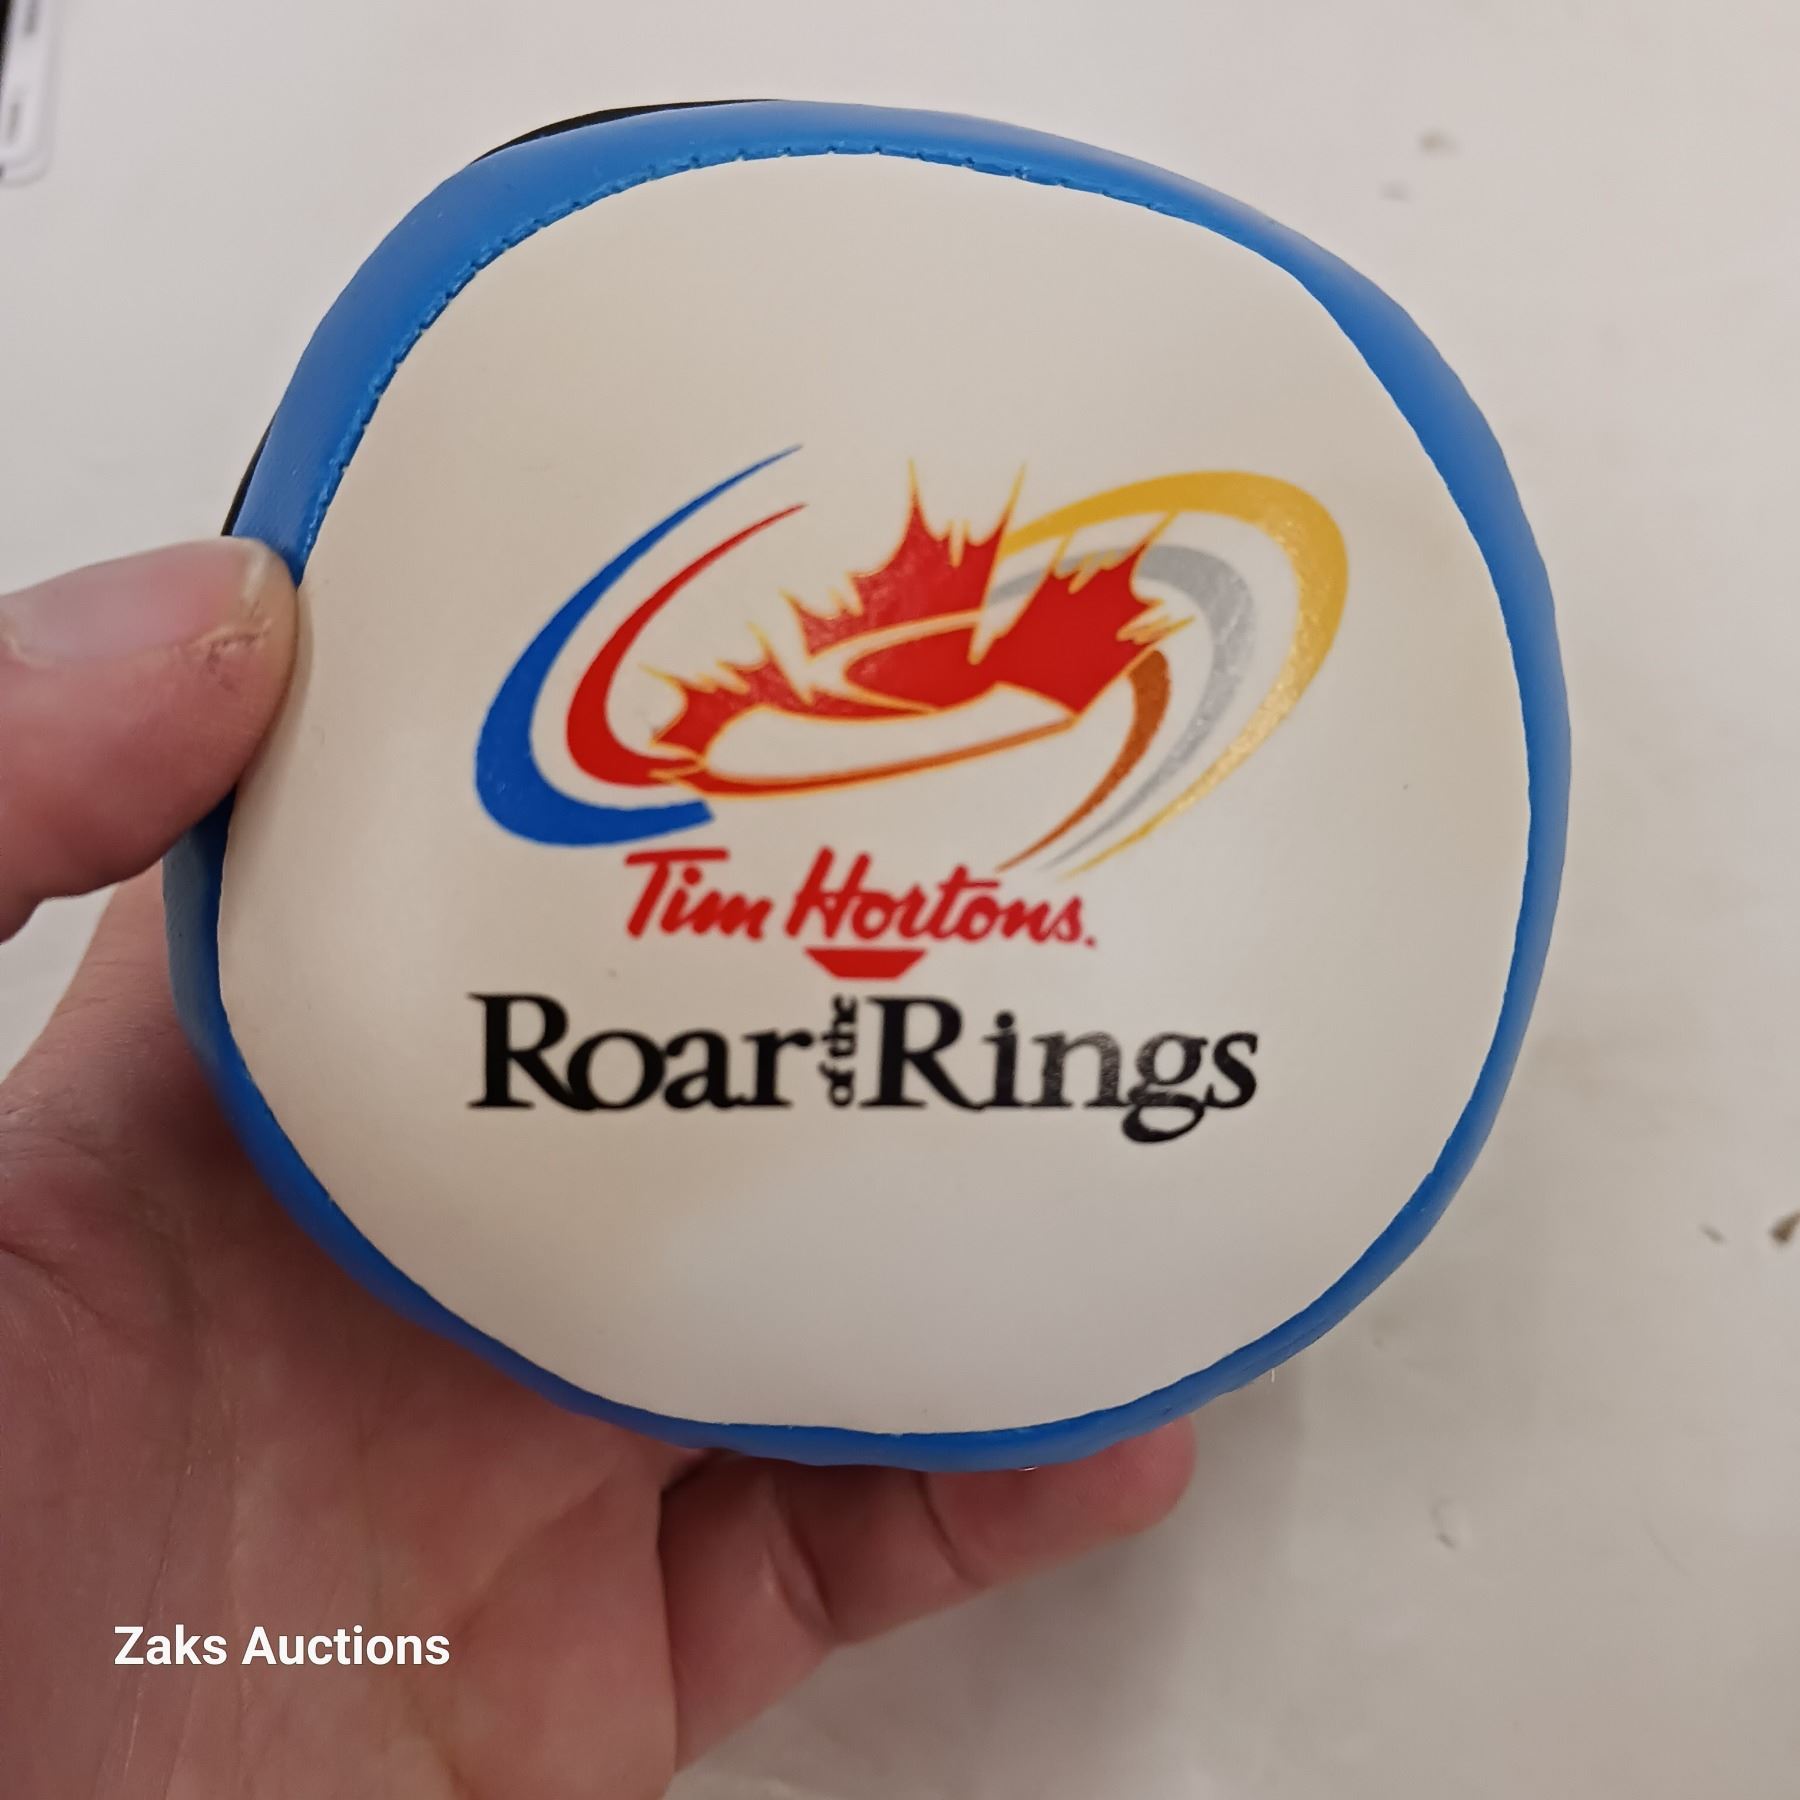 Tim Hortons.
Roar of the Rings
Zaks Auctions